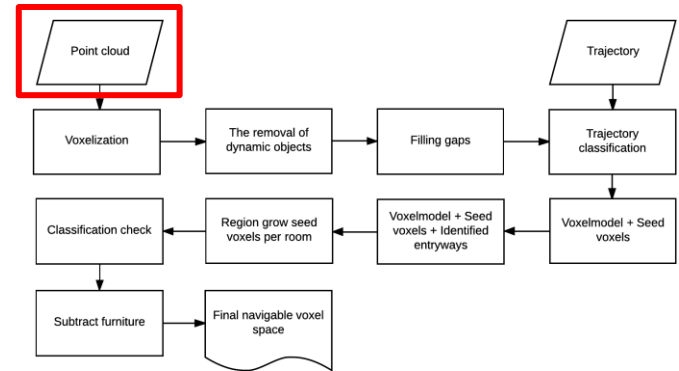 Point cloud
Trajectory
Voxelization
The removal of
dynamic objects
Filling gaps
Trajectory
classification
Classification check
Region grow seed
voxels per room
Voxelmodel + Seed
voxels + Identified
entryways
Voxelmodel + Seed
voxels
Subtract furniture
Final navigable voxel
space